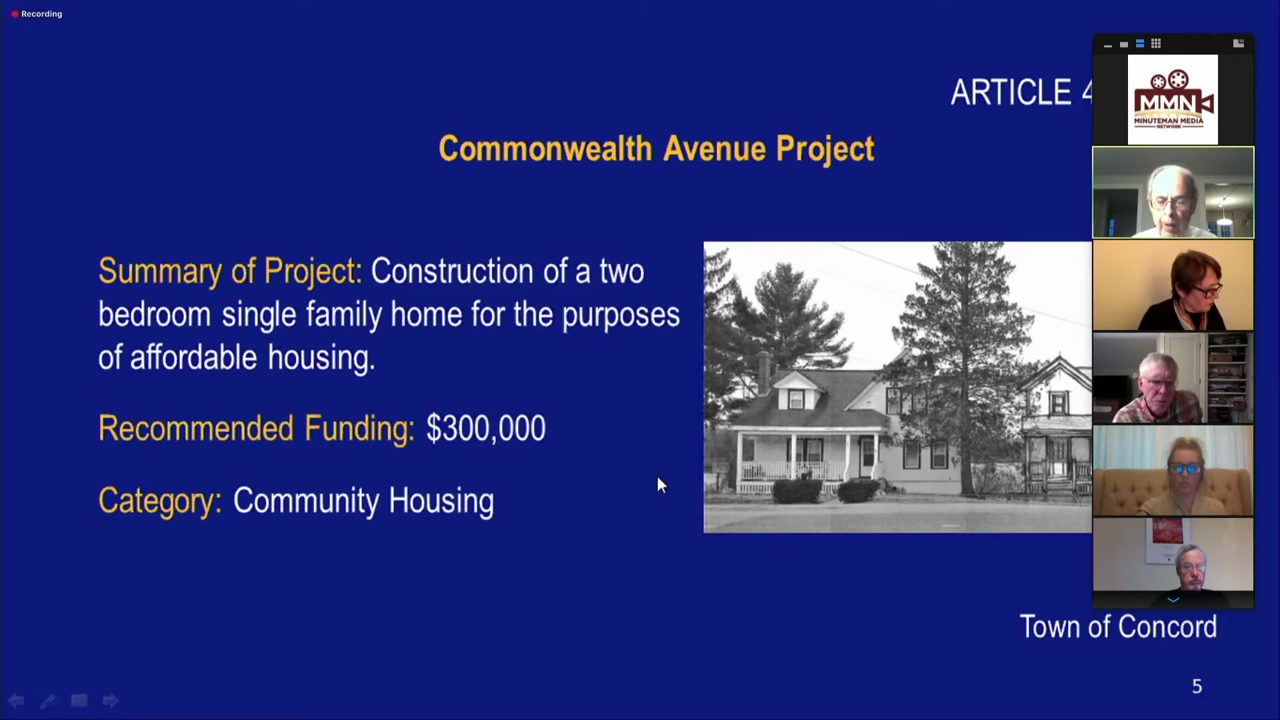 Recording
ARTICLE 4
Commonwealth Avenue Project
Summary of Project: Construction of a two
bedroom single family home for the purposes
of affordable housing.
Recommended Funding: $300,000
Category: Community Housing
MMN
MINUTEMAN MEDIA
NETWORK
Town of Concord
5